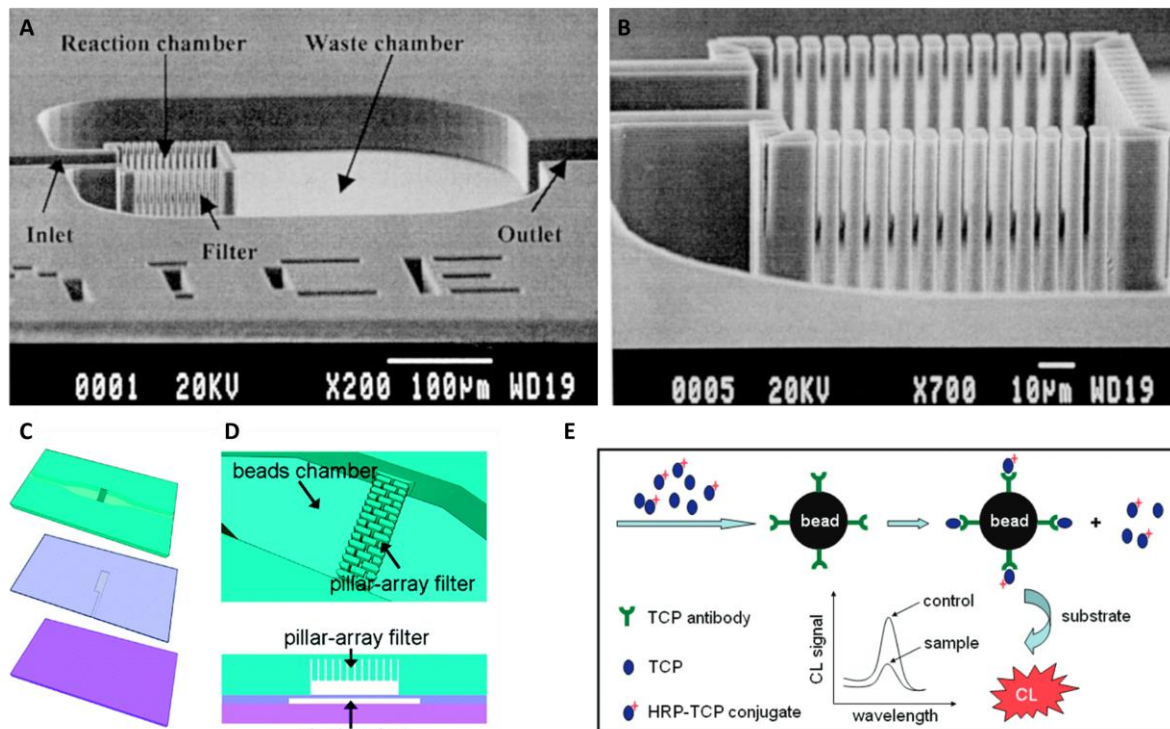 A
Reaction chamber
Waste chamber
Inlet
Filter
Outlet
0001 20KV X200 100µm WD19
B
0005 20KV X700 10µm WD19
C
D
beads chamber
pillar-array filter
pillar-array filter
E
bead
bead
+
TCP antibody
TCP
HRP-TCP conjugate
CL signal
control
sample
wavelength
substrate
CL